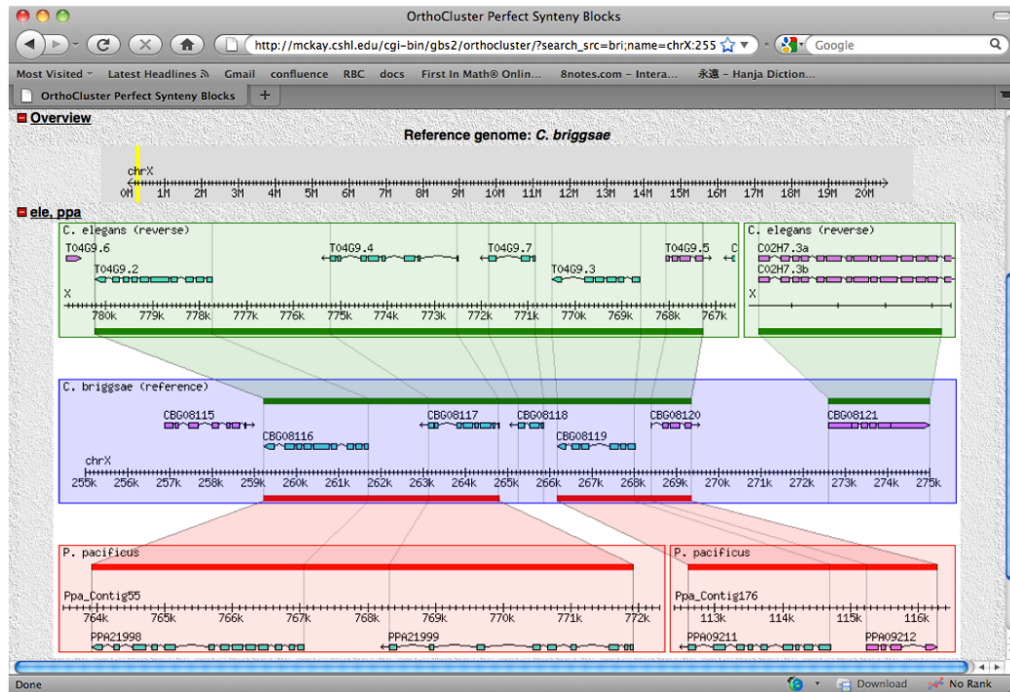 OrthoCluster Perfect Synteny Blocks
http://mckay.cshl.edu/cgi-bin/gbs2/orthocluster/?search_src=bri;name=chrX:255
Google
Most Visited Latest Headlines Gmail confluence RBC docs First In Math® Onlin... 8notes.com - Intera... 永遠 - Hanja Diction...
OrthoCluster Perfect Synteny Blocks
Overview
Reference genome: C. briggsae
chrX
0M 1M 2M 3M 4M 5M 6M 7M 8M 9M 10M 11M 12M 13M 14M 15M 16M 17M 18M 19M 20M
ele, ppa
C. elegans (reverse)
T04G9.6 T04G9.4 T04G9.7 T04G9.5 C
T04G9.2 T04G9.3
X
780k 779k 778k 777k 776k 775k 774k 773k 772k 771k 770k 769k 768k 767k
C. elegans (reverse)
C02H7.3a
C02H7.3b
X
C. briggsae (reference)
CBG08115 CBG08117 CBG08118 CBG08120 CBG08121
CBG08116 CBG08119
chrX
255k 256k 257k 258k 259k 260k 261k 262k 263k 264k 265k 266k 267k 268k 269k 270k 271k 272k 273k 274k 275k
P. pacificus
Ppa_Contig55
764k 765k 766k 767k 768k 769k 770k 771k 772k
PPA21998 PPA21999
P. pacificus
Ppa_Contig176
113k 114k 115k 116k
PPA09211 PPA09212
Done Download No Rank